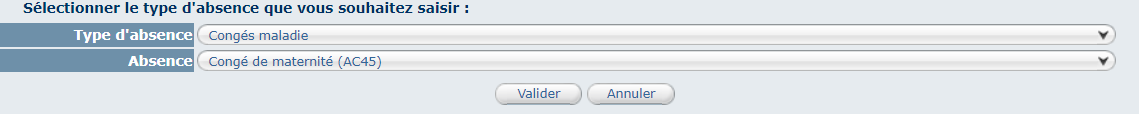 Sélectionner le type d'absence que vous souhaitez saisir :
Type d'absence Congés maladie
Absence Congé de maternité (AC45)
Valider Annuler